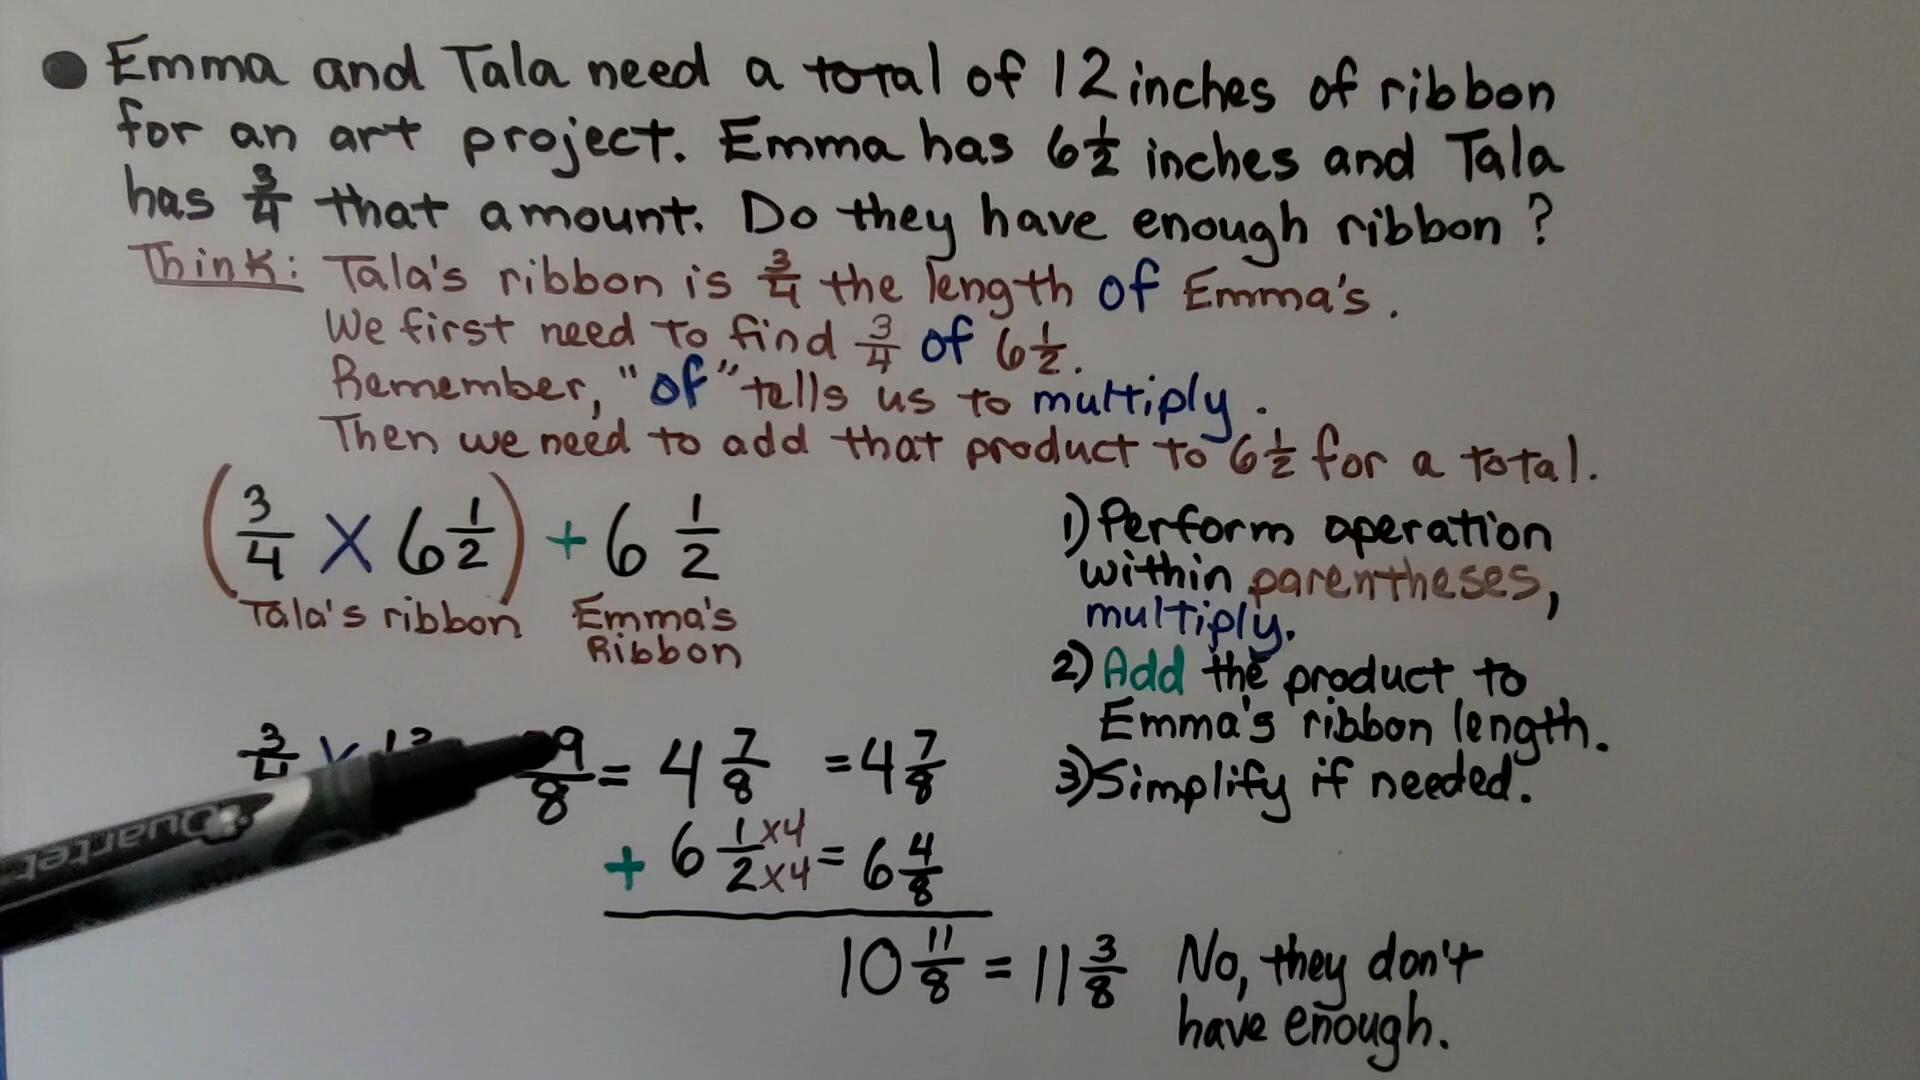 Emma and Tala need a total of 12 inches of ribbon
for an art project. Emma has 6 1/2 inches and Tala
has 3/4 that amount. Do they have enough ribbon?
Think: Tala's ribbon is 3/4 the length of Emma's.
We first need to find 3/4 of 6 1/2.
Remember, "of" tells us to multiply.
Then we need to add that product to 6 1/2 for a total.
(3/4 X 6 1/2) + 6 1/2
Tala's ribbon
Emma's
Ribbon
1) Perform operation
within parentheses,
multiply.
2) Add the product to
Emma's ribbon length.
3) Simplify if needed.
9/8 = 4 7/8 = 4 7/8
+ 6 1/2 x4 x4 = 6 4/8
10 11/8 = 11 3/8
No, they don't
have enough.
Quartet